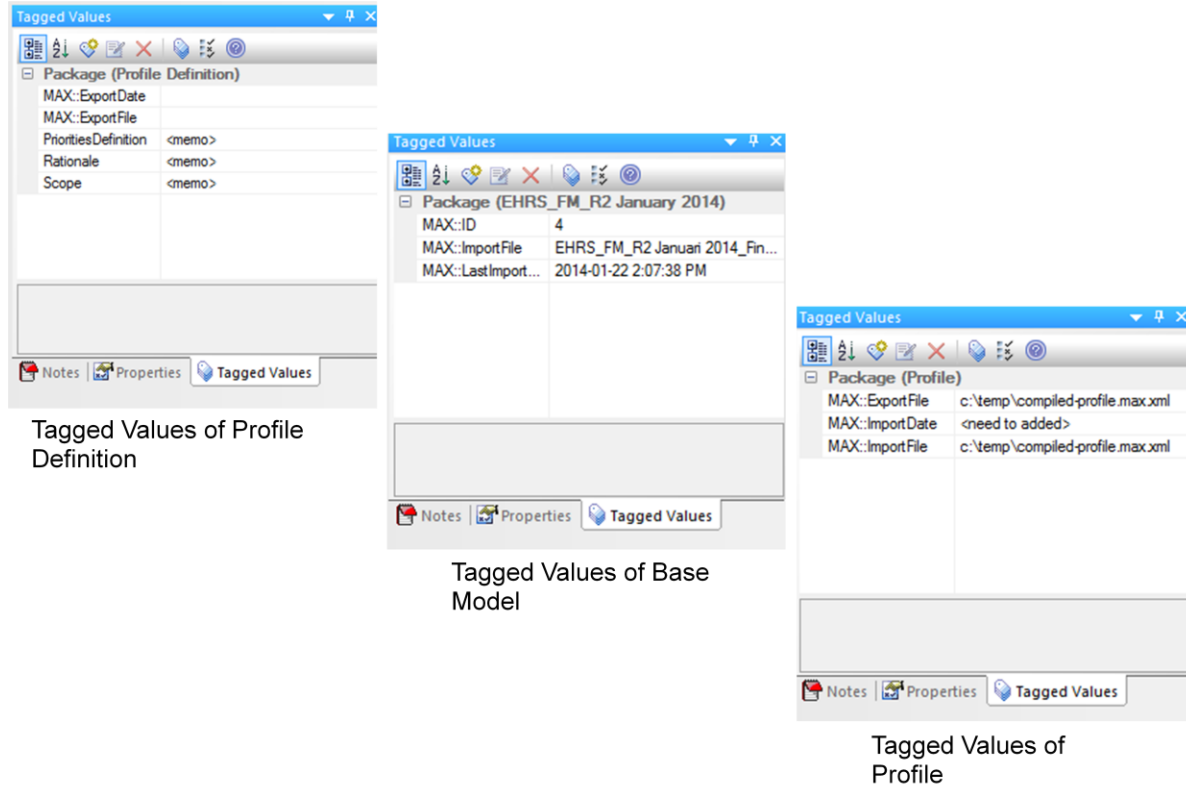 Tagged Values
Package (Profile Definition)
MAX::ExportDate
MAX::ExportFile
PrioritiesDefinition <memo>
Rationale <memo>
Scope <memo>
Notes Properties Tagged Values
Tagged Values of Profile
Definition
Tagged Values
Package (EHRS_FM_R2 January 2014)
MAX::ID 4
MAX::ImportFile EHRS_FM_R2 Januari 2014_Fin...
MAX::LastImport... 2014-01-22 2:07:38 PM
Notes Properties Tagged Values
Tagged Values of Base
Model
Tagged Values
Package (Profile)
MAX::ExportFile c:\temp\compiled-profile.max.xml
MAX::ImportDate <need to added>
MAX::ImportFile c:\temp\compiled-profile.max.xml
Notes Properties Tagged Values
Tagged Values of
Profile